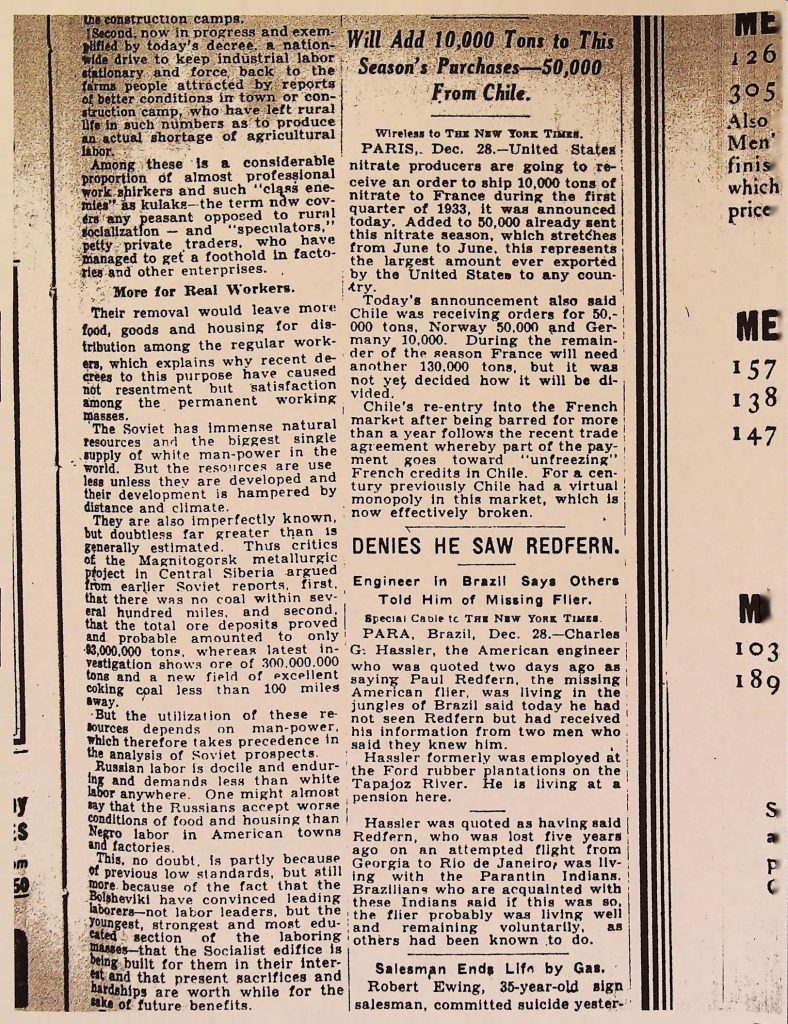 the construction camps.
Second, now in progress and exem-
plified by today's decree, a nation-
wide drive to keep industrial labor
stationary and force back to the
farms people attracted by reports
of better conditions in town or con-
struction camp, who have left rural
life in such numbers as to produce
an actual shortage of agricultural
labor.
Among these is a considerable
proportion of almost professional
work shirkers and such "class ene-
mies" as kulaks—the term now cov-
ers any peasant opposed to rural
socialization — and "speculators,"
petty private traders, who have
managed to get a foothold in facto-
ries and other enterprises.
More for Real Workers.
Their removal would leave more
food, goods and housing for dis-
tribution among the regular work-
ers, which explains why recent de-
crees to this purpose have caused
not resentment but satisfaction
among the permanent working
masses.
The Soviet has immense natural
resources and the biggest single
supply of white man-power in the
world. But the resources are use
less unless they are developed and
their development is hampered by
distance and climate.
They are also imperfectly known,
but doubtless far greater than is
generally estimated. Thus critics
of the Magnitogorsk metallurgic
project in Central Siberia argued
from earlier Soviet reports, first,
that there was no coal within sev-
eral hundred miles, and second,
that the total ore deposits proved
and probable amounted to only
83,000,000 tons, whereas latest in-
vestigation shows ore of 300,000,000
tons and a new field of excellent
coking coal less than 100 miles
away.
But the utilization of these re-
sources depends on man-power,
which therefore takes precedence in
the analysis of Soviet prospects.
Russian labor is docile and endur-
ing and demands less than white
labor anywhere. One might almost
say that the Russians accept worse
conditions of food and housing than
Negro labor in American towns
and factories.
This, no doubt, is partly because
of previous low standards, but still
more because of the fact that the
Bolsheviki have convinced leading
laborers—not labor leaders, but the
youngest, strongest and most edu-
cated section of the laboring
masses—that the Socialist edifice is
being built for them in their inter-
est and that present sacrifices and
hardships are worth while for the
sake of future benefits.
Will Add 10,000 Tons to This
Season's Purchases—50,000
From Chile.
Wireless to THE NEW YORK TIMES.
PARIS, Dec. 28.—United States
nitrate producers are going to re-
ceive an order to ship 10,000 tons of
nitrate to France during the first
quarter of 1933, it was announced
today. Added to 50,000 already sent
this nitrate season, which stretches
from June to June, this represents
the largest amount ever exported
by the United States to any coun-
try.
Today's announcement also said
Chile was receiving orders for 50,-
000 tons, Norway 50,000 and Ger-
many 10,000. During the remain-
der of the season France will need
another 130,000 tons, but it was
not yet decided how it will be di-
vided.
Chile's re-entry into the French
market after being barred for more
than a year follows the recent trade
agreement whereby part of the pay-
ment goes toward "unfreezing"
French credits in Chile. For a cen-
tury previously Chile had a virtual
monopoly in this market, which is
now effectively broken.
DENIES HE SAW REDFERN.
Engineer in Brazil Says Others
Told Him of Missing Flier.
Special Cable to THE NEW YORK TIMES.
PARA, Brazil, Dec. 28.—Charles
G. Hassler, the American engineer
who was quoted two days ago as
saying Paul Redfern, the missing
American flier, was living in the
jungles of Brazil said today he had
not seen Redfern but had received
his information from two men who
said they knew him.
Hassler formerly was employed at
the Ford rubber plantations on the
Tapajoz River. He is living at a
pension here.
Hassler was quoted as having said
Redfern, who was lost five years
ago on an attempted flight from
Georgia to Rio de Janeiro, was liv-
ing with the Parantin Indians.
Brazilians who are acquainted with
these Indians said if this was so,
the flier probably was living well
and remaining voluntarily, as
others had been known to do.
Salesman Ends Life by Gas.
Robert Ewing, 35-year-old sign
salesman, committed suicide yester-
ME
126
305
Also
Men'
finis
which
price
ME
157
138
147
M
103
189